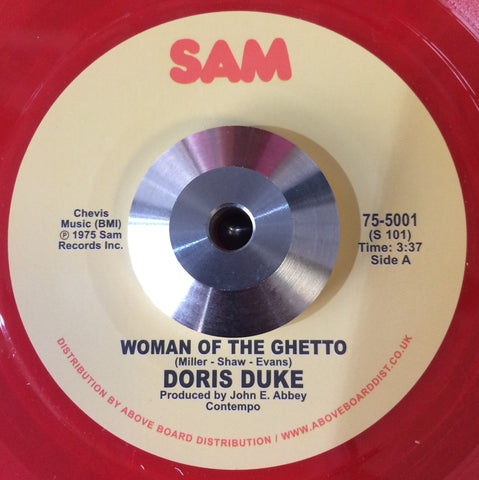 SAM
Chevis
Music (BMI)
℗ 1975 Sam
Records Inc.
75-5001
(S 101)
Time: 3:37
Side A
WOMAN OF THE GHETTO
(Miller - Shaw - Evans)
DORIS DUKE
Produced by John E. Abbey
Contempo
DISTRIBUTION BY ABOVE BOARD DISTRIBUTION / WWW.ABOVEBOARDDIST.CO.UK